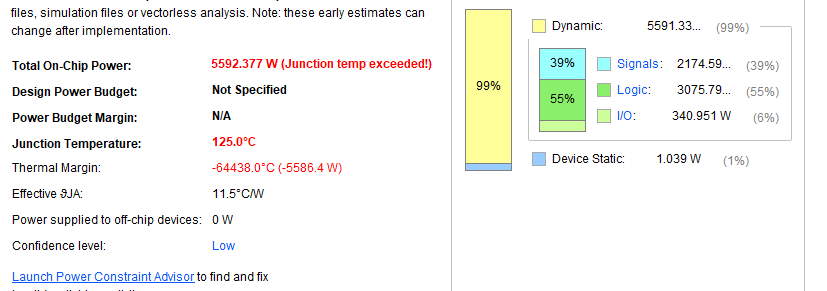 files, simulation files or vectorless analysis. Note: these early estimates can
change after implementation.
Total On-Chip Power: 5592.377 W (Junction temp exceeded!)
Design Power Budget: Not Specified
Power Budget Margin: N/A
Junction Temperature: 125.0°C
Thermal Margin: -64438.0°C (-5586.4 W)
Effective ϑJA: 11.5°C/W
Power supplied to off-chip devices: 0 W
Confidence level: Low
Launch Power Constraint Advisor to find and fix
99%
Dynamic: 5591.33... (99%)
39% Signals: 2174.59... (39%)
55% Logic: 3075.79... (55%)
I/O: 340.951 W (6%)
Device Static: 1.039 W (1%)